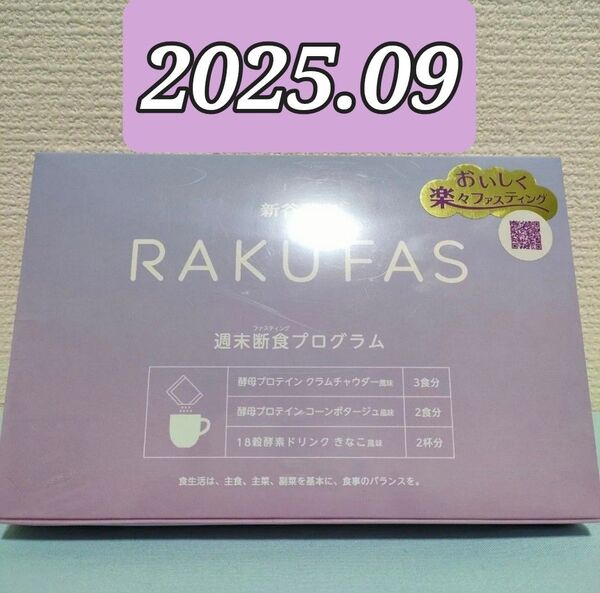 2025.09
おいしく
楽々ファスティング
新谷
RAKUFAS
ファスティング
週末断食プログラム
酵母プロテイン クラムチャウダー風味 3食分
酵母プロテイン コーンポタージュ風味 2食分
18穀酵素ドリンク きなこ風味 2杯分
食生活は、主食、主菜、副菜を基本に、食事のバランスを。